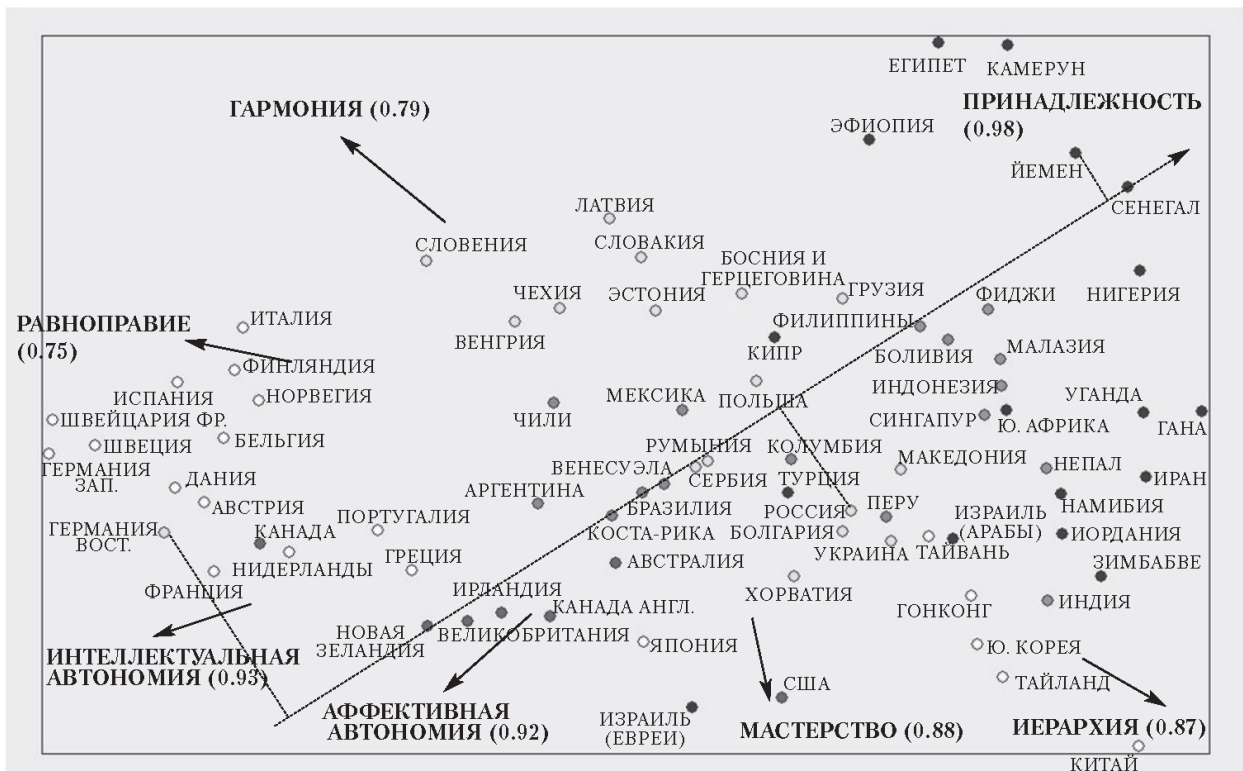 ЕГИПЕТ
КАМЕРУН
ГАРМОНИЯ (0.79)
ПРИНАДЛЕЖНОСТЬ
(0.98)
ЭФИОПИЯ
ЙЕМЕН
СЕНЕГАЛ
ЛАТВИЯ
СЛОВЕНИЯ
СЛОВАКИЯ
БОСНИЯ И
ГЕРЦЕГОВИНА
ГРУЗИЯ
ФИДЖИ
НИГЕРИЯ
ЧЕХИЯ
ЭСТОНИЯ
ВЕНГРИЯ
ФИЛИППИНЫ
РАВНОПРАВИЕ
(0.75)
ИТАЛИЯ
КИПР
БОЛИВИЯ
МАЛАЗИЯ
ФИНЛЯНДИЯ
ИСПАНИЯ
НОРВЕГИЯ
МЕКСИКА
ПОЛЬША
ИНДОНЕЗИЯ
УГАНДА
ШВЕЙЦАРИЯ ФР.
ЧИЛИ
СИНГАПУР
Ю. АФРИКА
ГАНА
ШВЕЦИЯ
БЕЛЬГИЯ
РУМЫНИЯ
КОЛУМБИЯ
ГЕРМАНИЯ
ЗАП.
ДАНИЯ
ВЕНЕСУЭЛА
СЕРБИЯ
ТУРЦИЯ
МАКЕДОНИЯ
НЕПАЛ
ИРАН
АРГЕНТИНА
АВСТРИЯ
БРАЗИЛИЯ
РОССИЯ
ПЕРУ
НАМИБИЯ
ГЕРМАНИЯ
ВОСТ.
КАНАДА
ПОРТУГАЛИЯ
КОСТА-РИКА
БОЛГАРИЯ
ИЗРАИЛЬ
(АРАБЫ)
ИОРДАНИЯ
УКРАИНА
ТАЙВАНЬ
НИДЕРЛАНДЫ
ГРЕЦИЯ
АВСТРАЛИЯ
ЗИМБАБВЕ
ФРАНЦИЯ
ИРЛАНДИЯ
ХОРВАТИЯ
ГОНКОНГ
ИНДИЯ
КАНАДА АНГЛ.
НОВАЯ
ЗЕЛАНДИЯ
ВЕЛИКОБРИТАНИЯ
ЯПОНИЯ
Ю. КОРЕЯ
ИНТЕЛЛЕКТУАЛЬНАЯ
АВТОНОМИЯ (0.93)
ТАЙЛАНД
США
АФФЕКТИВНАЯ
АВТОНОМИЯ (0.92)
ИЗРАИЛЬ
(ЕВРЕИ)
МАСТЕРСТВО (0.88)
ИЕРАРХИЯ (0.87)
КИТАЙ